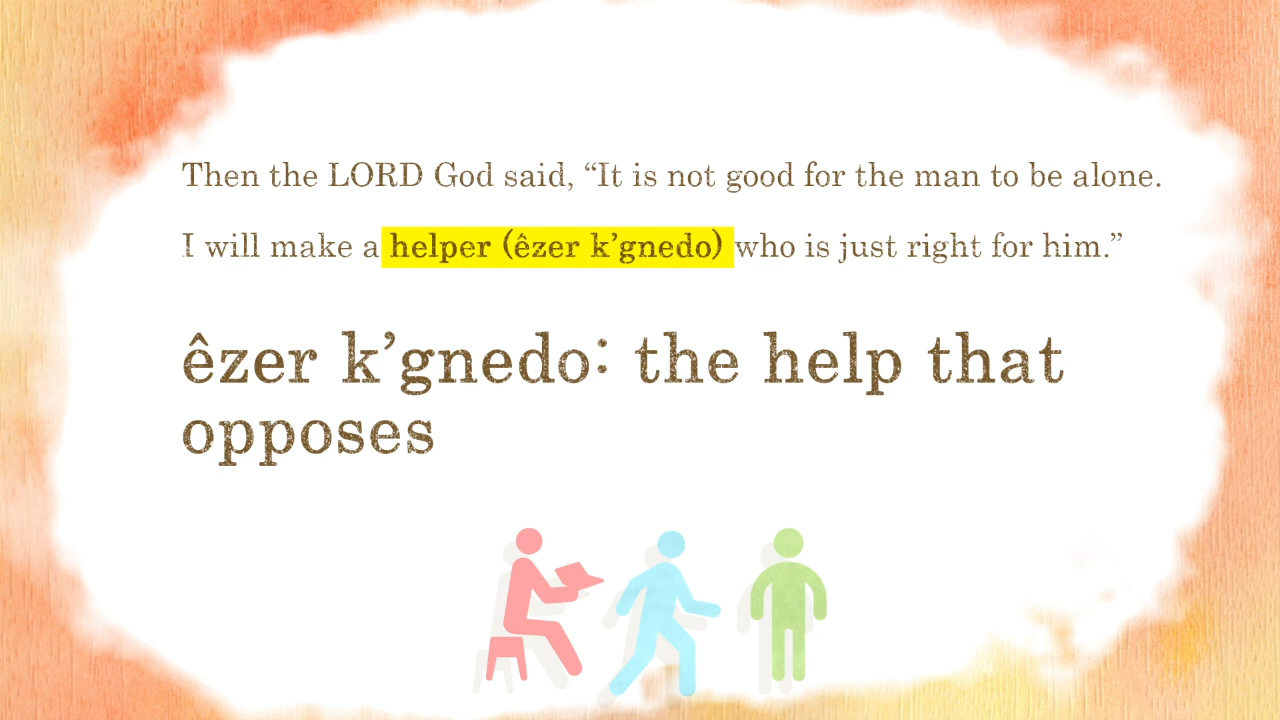 Then the LORD God said, “It is not good for the man to be alone.
I will make a helper (êzer k’gnedo) who is just right for him.”
êzer k’gnedo: the help that
opposes